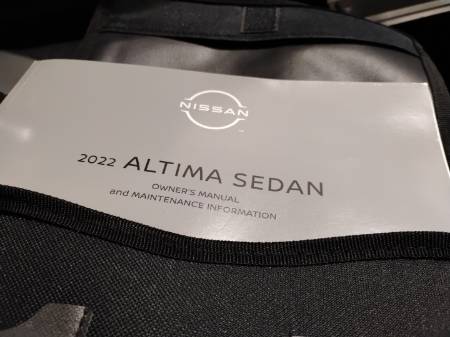 NISSAN
2022 ALTIMA SEDAN
OWNER'S MANUAL
and MAINTENANCE INFORMATION